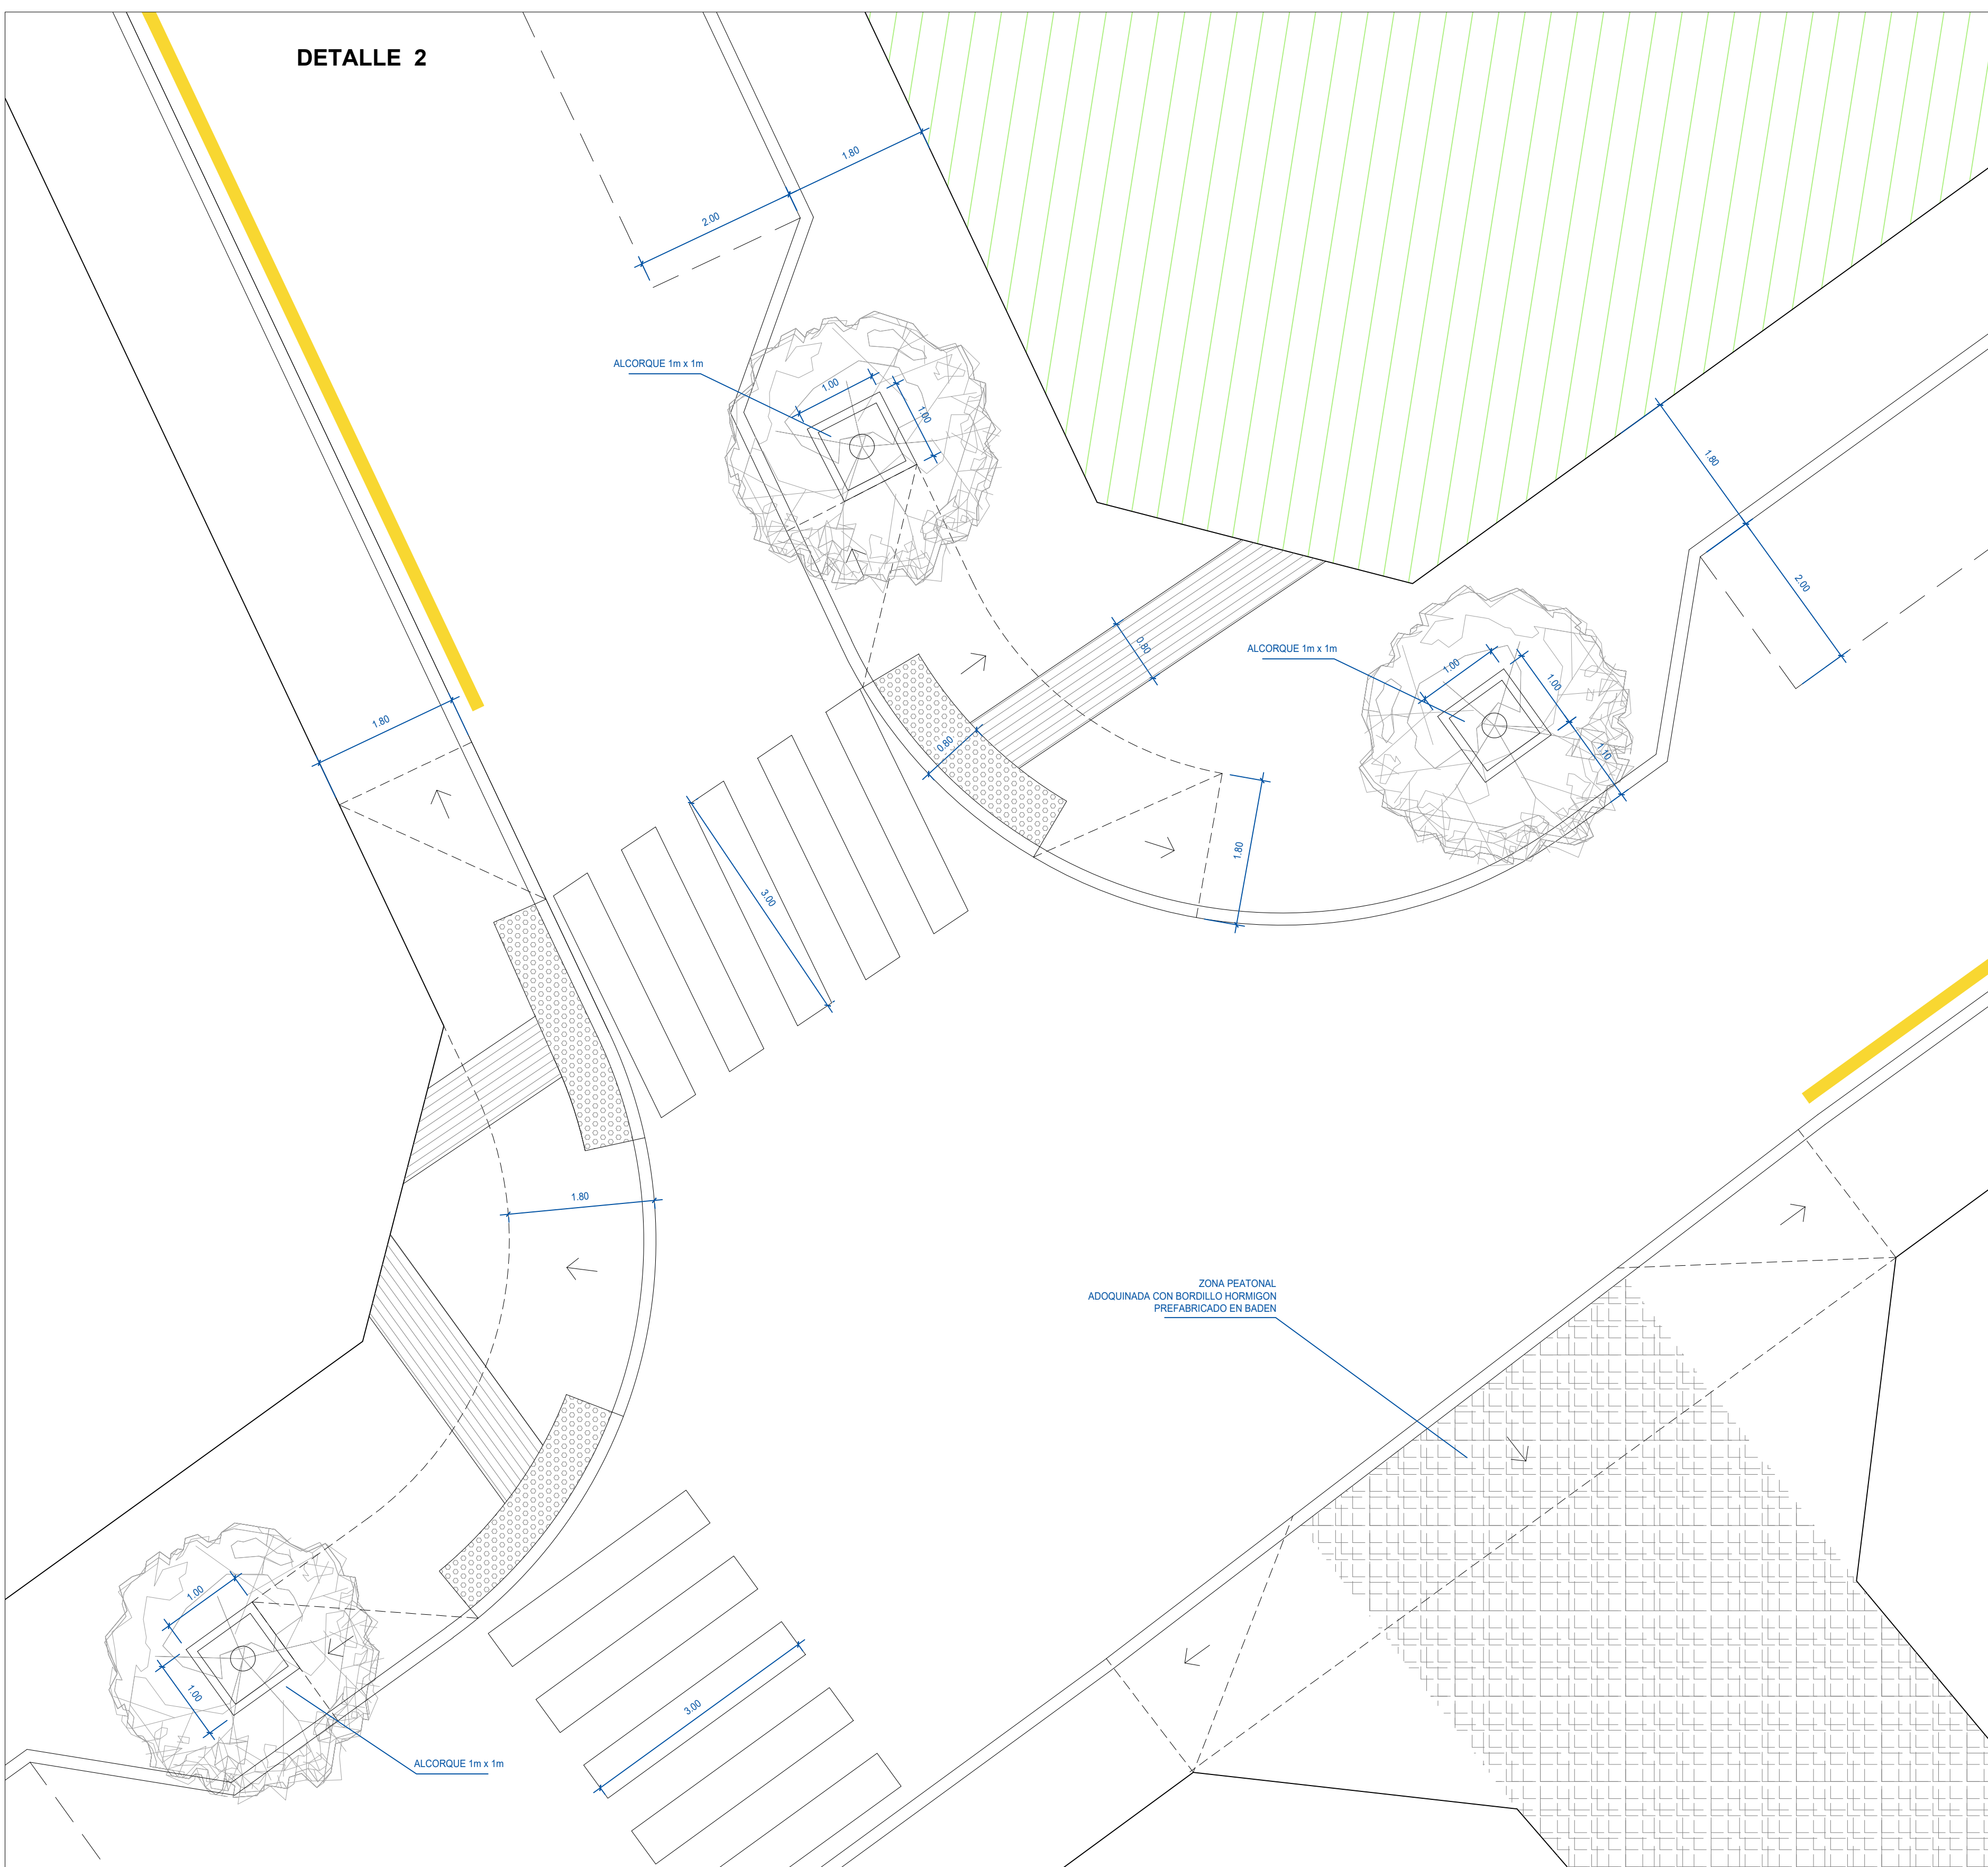 DETALLE 2
1.80
2.00
ALCORQUE 1m x 1m
1.00
1.00
1.80
2.00
0.80
ALCORQUE 1m x 1m
1.00
1.00
1.10
1.80
0.80
1.80
3.00
1.80
ZONA PEATONAL
ADOQUINADA CON BORDILLO HORMIGON
PREFABRICADO EN BADEN
1.00
1.00
3.00
ALCORQUE 1m x 1m